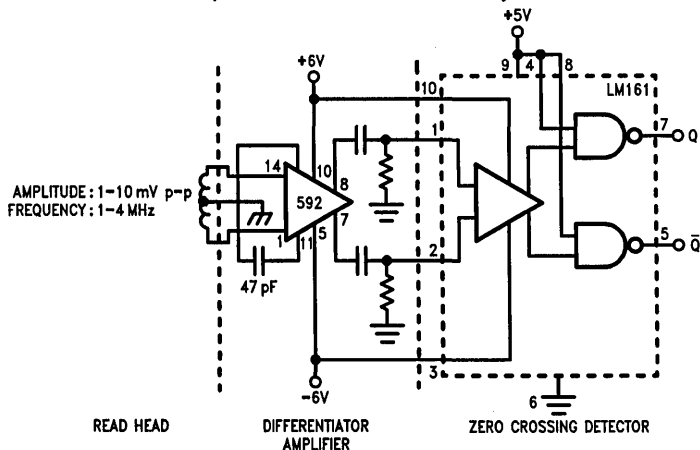 +5V
+6V
9 4 8
10 LM161
14 10 1 7 Q
AMPLITUDE: 1-10 mV p-p 8
FREQUENCY: 1-4 MHz 592
7
1 11 5 2 5 Q̅
47 pF
3
-6V 6
READ HEAD DIFFERENTIATOR ZERO CROSSING DETECTOR
AMPLIFIER